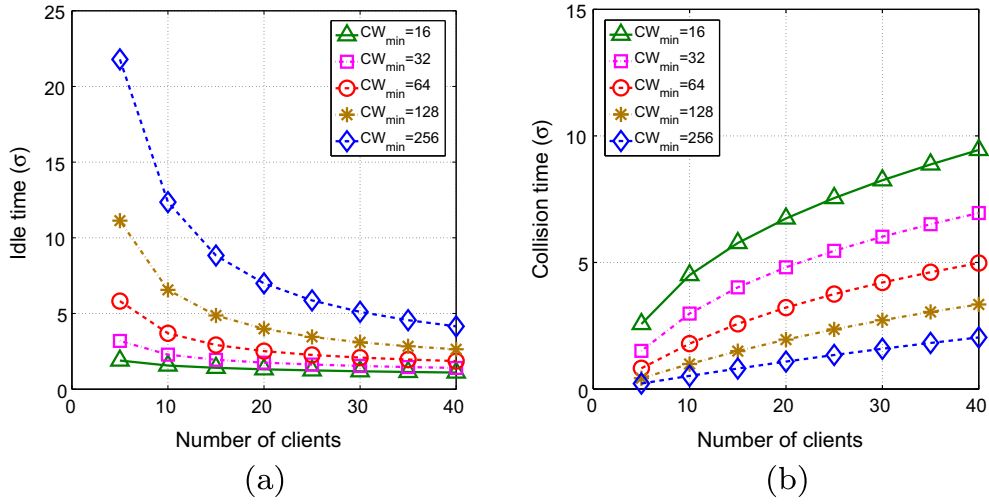 25
20
15
10
5
0
0 10 20 30 40
Idle time (σ)
Number of clients
CWmin=16
CWmin=32
CWmin=64
CWmin=128
CWmin=256
(a)
15
10
5
0
0 10 20 30 40
Collision time (σ)
Number of clients
CWmin=16
CWmin=32
CWmin=64
CWmin=128
CWmin=256
(b)